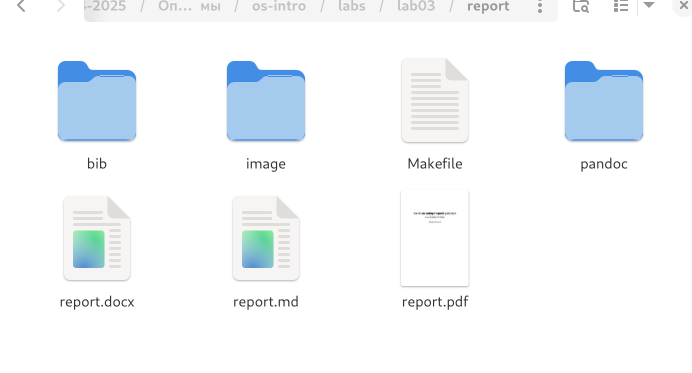 -2025 / Оп… мы / os-intro / labs / lab03 / report
bib image Makefile pandoc
report.docx report.md report.pdf